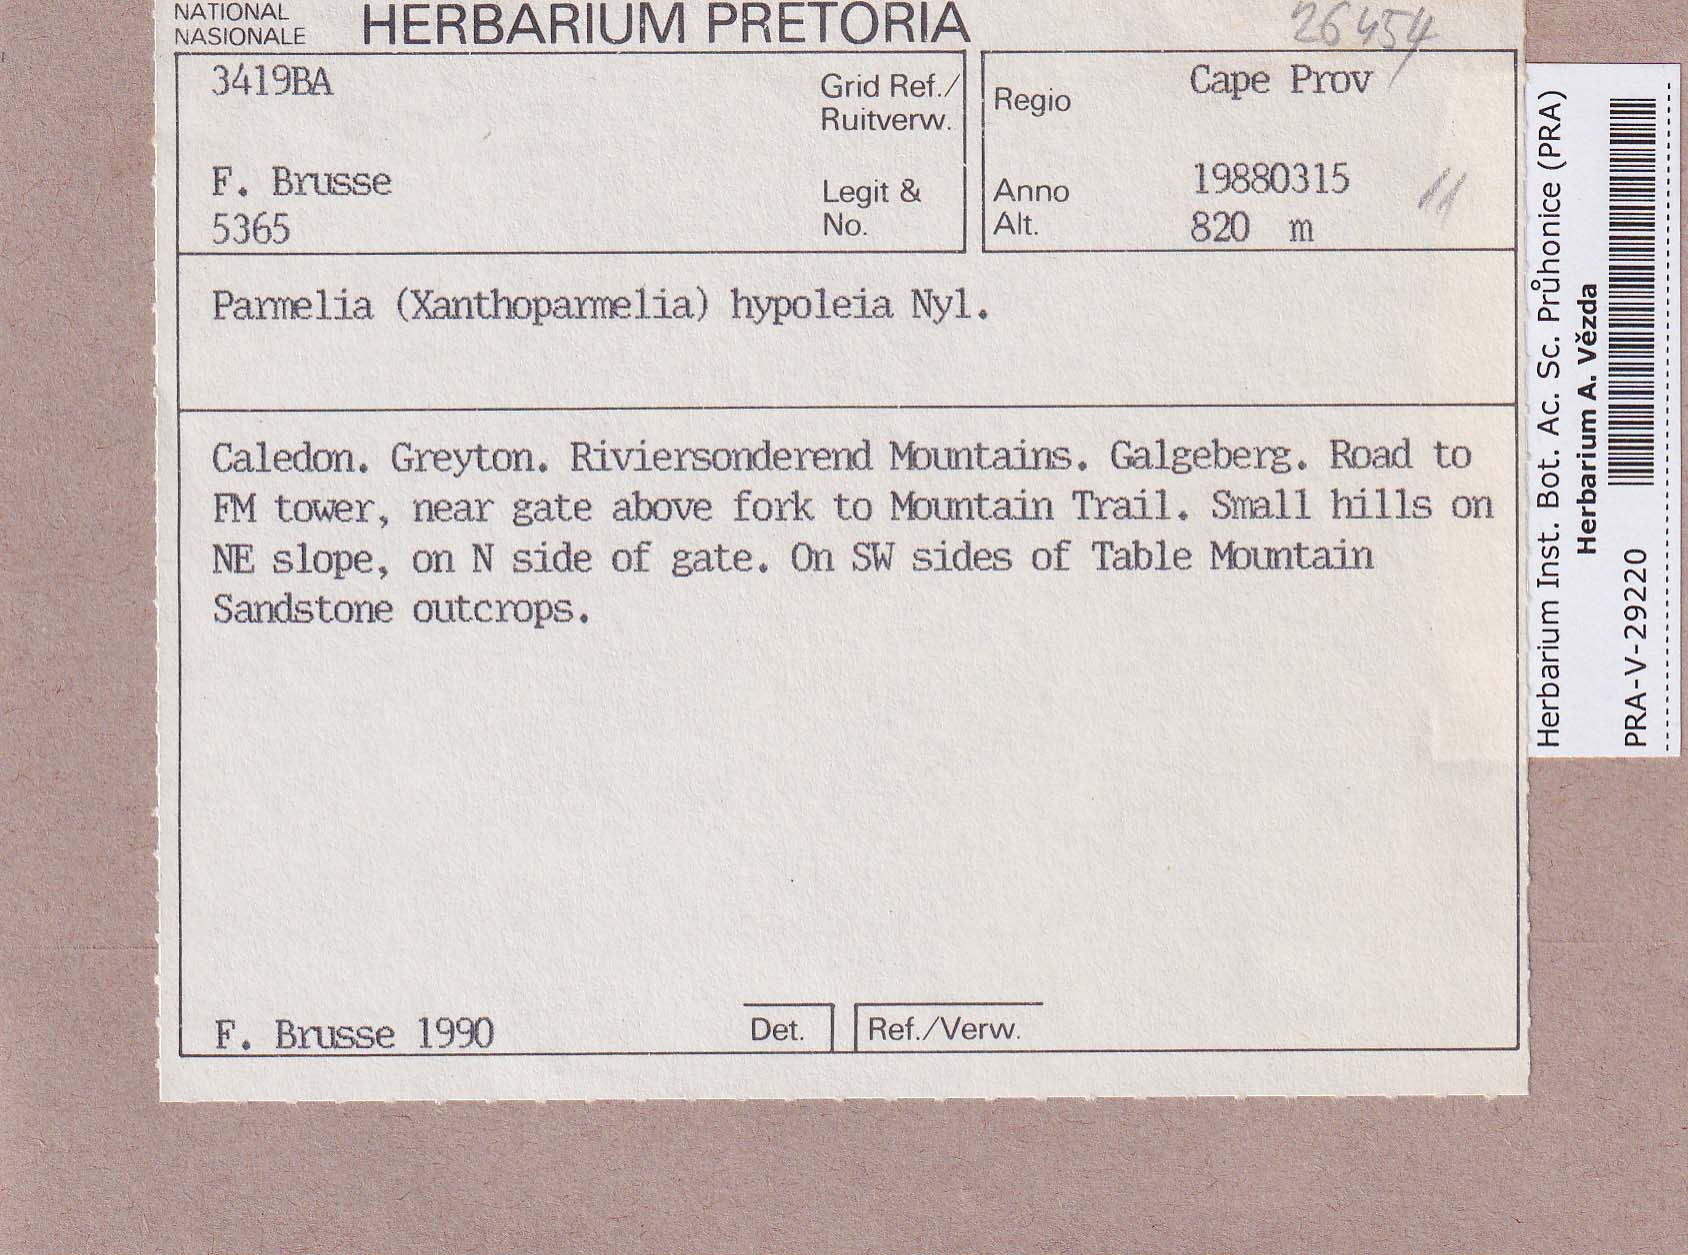 NATIONAL
NASIONALE
HERBARIUM PRETORIA
26454
3419BA
Grid Ref./
Ruitverw.
Regio
Cape Prov
F. Brusse
Legit &
5365
No.
Anno
19880315
Alt.
820 m
Parmelia (Xanthoparmelia) hypoleia Nyl.
Caledon. Greyton. Riviersonderend Mountains. Galgeberg. Road to
FM tower, near gate above fork to Mountain Trail. Small hills on
NE slope, on N side of gate. On SW sides of Table Mountain
Sandstone outcrops.
F. Brusse 1990
Det.
Ref./Verw.
Herbarium Inst. Bot. Ac. Sc. Průhonice (PRA)
Herbarium A. Vězda
PRA-V-29220